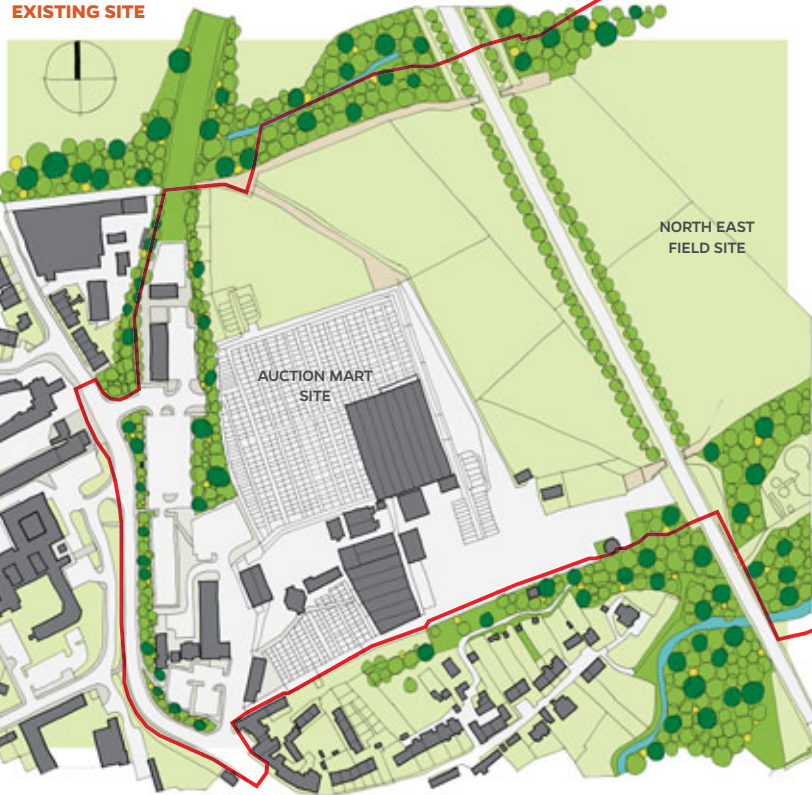 EXISTING SITE
NORTH EAST
FIELD SITE
AUCTION MART
SITE